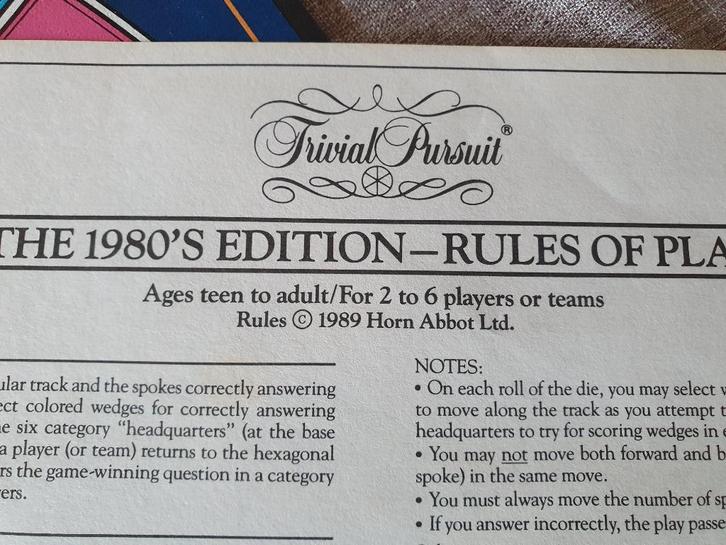 Trivial Pursuit®
THE 1980'S EDITION—RULES OF PLA
Ages teen to adult/For 2 to 6 players or teams
Rules © 1989 Horn Abbot Ltd.
ular track and the spokes correctly answering
ect colored wedges for correctly answering
e six category "headquarters" (at the base
a player (or team) returns to the hexagonal
rs the game-winning question in a category
ers.
NOTES:
• On each roll of the die, you may select
to move along the track as you attempt t
headquarters to try for scoring wedges in e
• You may not move both forward and b
spoke) in the same move.
• You must always move the number of sp
• If you answer incorrectly, the play passe